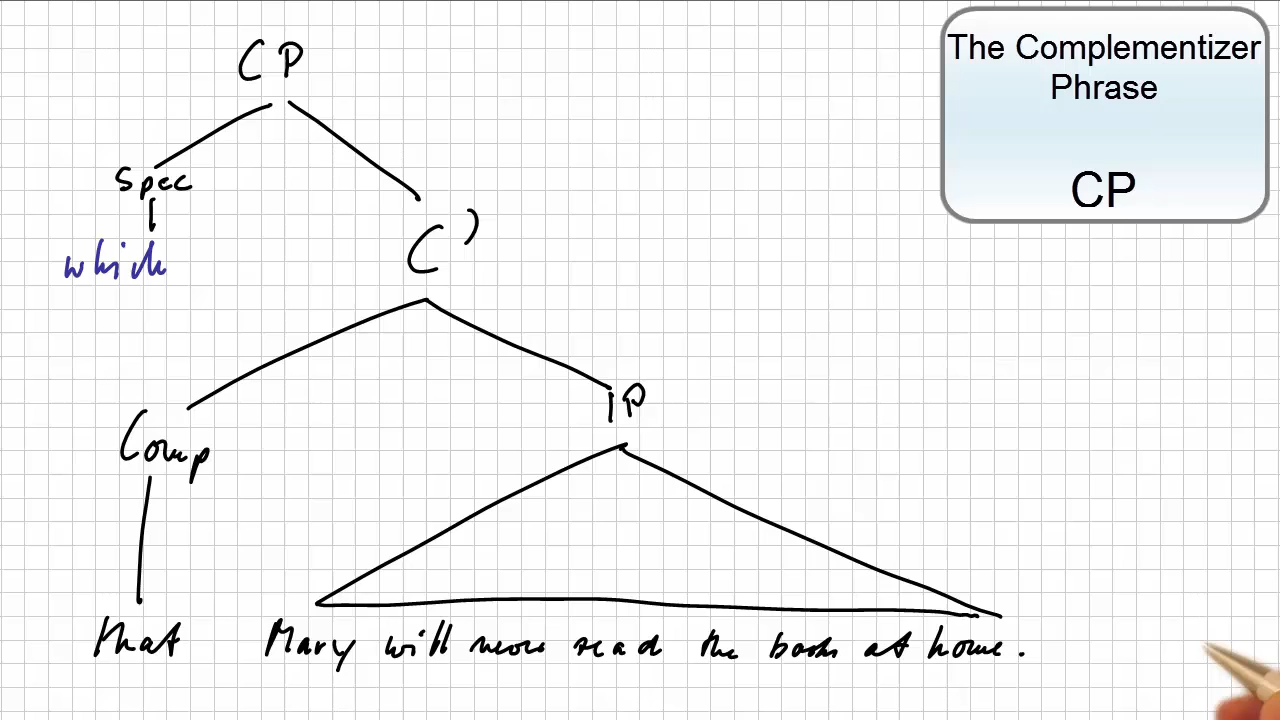 The Complementizer
Phrase
CP
CP
Spec
which
C'
IP
Comp
that Mary will never read the books at home.